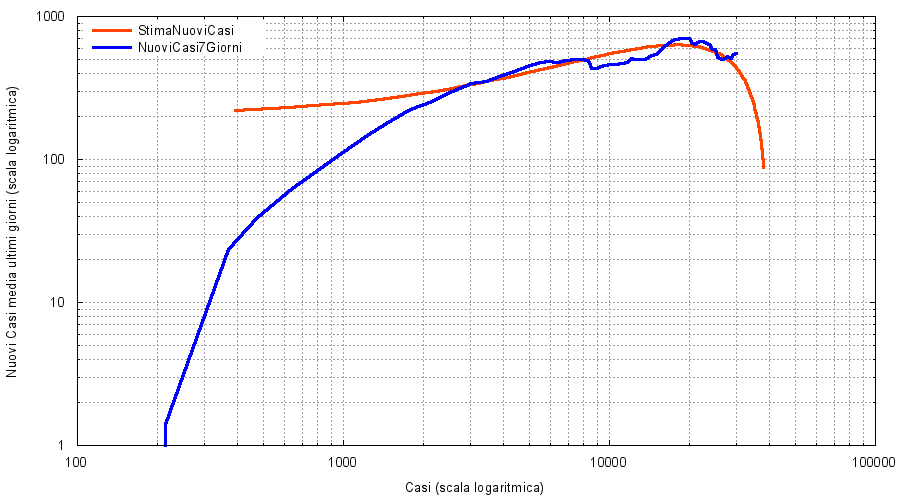 1000
StimaNuoviCasi
NuoviCasi7Giorni
100
10
1
100
1000
10000
100000
Nuovi Casi media ultimi giorni (scala logaritmica)
Casi (scala logaritmica)